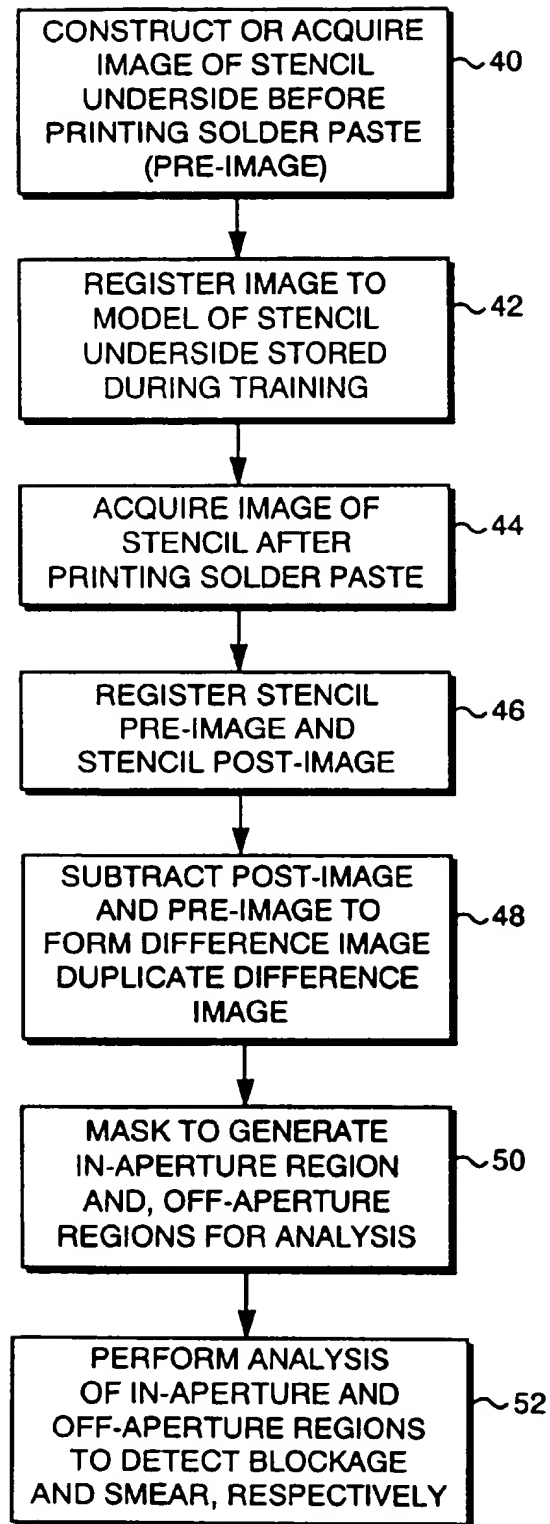 CONSTRUCT OR ACQUIRE
IMAGE OF STENCIL
UNDERSIDE BEFORE
PRINTING SOLDER PASTE
(PRE-IMAGE)
40
REGISTER IMAGE TO
MODEL OF STENCIL
UNDERSIDE STORED
DURING TRAINING
42
ACQUIRE IMAGE OF
STENCIL AFTER
PRINTING SOLDER PASTE
44
REGISTER STENCIL
PRE-IMAGE AND
STENCIL POST-IMAGE
46
SUBTRACT POST-IMAGE
AND PRE-IMAGE TO
FORM DIFFERENCE IMAGE
DUPLICATE DIFFERENCE
IMAGE
48
MASK TO GENERATE
IN-APERTURE REGION
AND, OFF-APERTURE
REGIONS FOR ANALYSIS
50
PERFORM ANALYSIS
OF IN-APERTURE AND
OFF-APERTURE REGIONS
TO DETECT BLOCKAGE
AND SMEAR, RESPECTIVELY
52